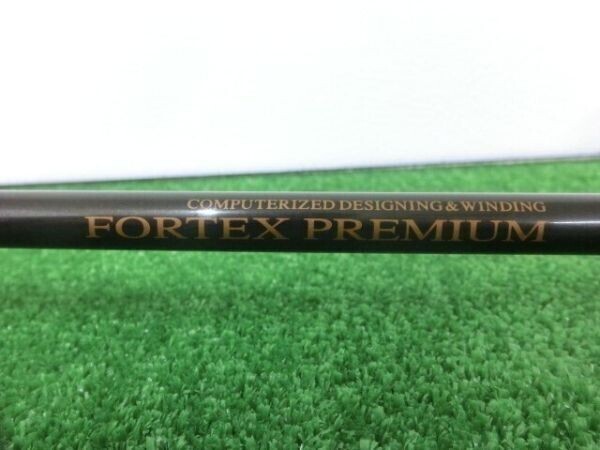 COMPUTERIZED DESIGNING & WINDING
FORTEX PREMIUM